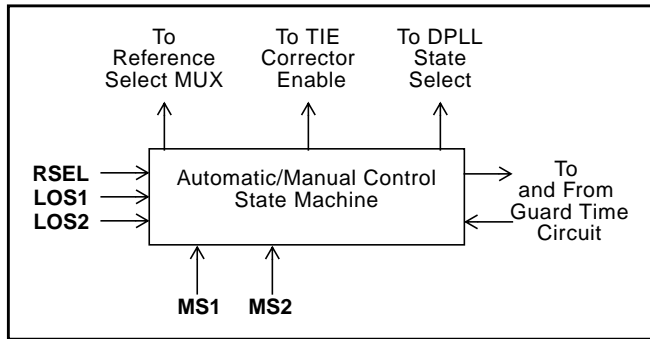 To
Reference
Select MUX
To TIE
Corrector
Enable
To DPLL
State
Select
RSEL
LOS1
LOS2
Automatic/Manual Control
State Machine
To
and From
Guard Time
Circuit
MS1
MS2